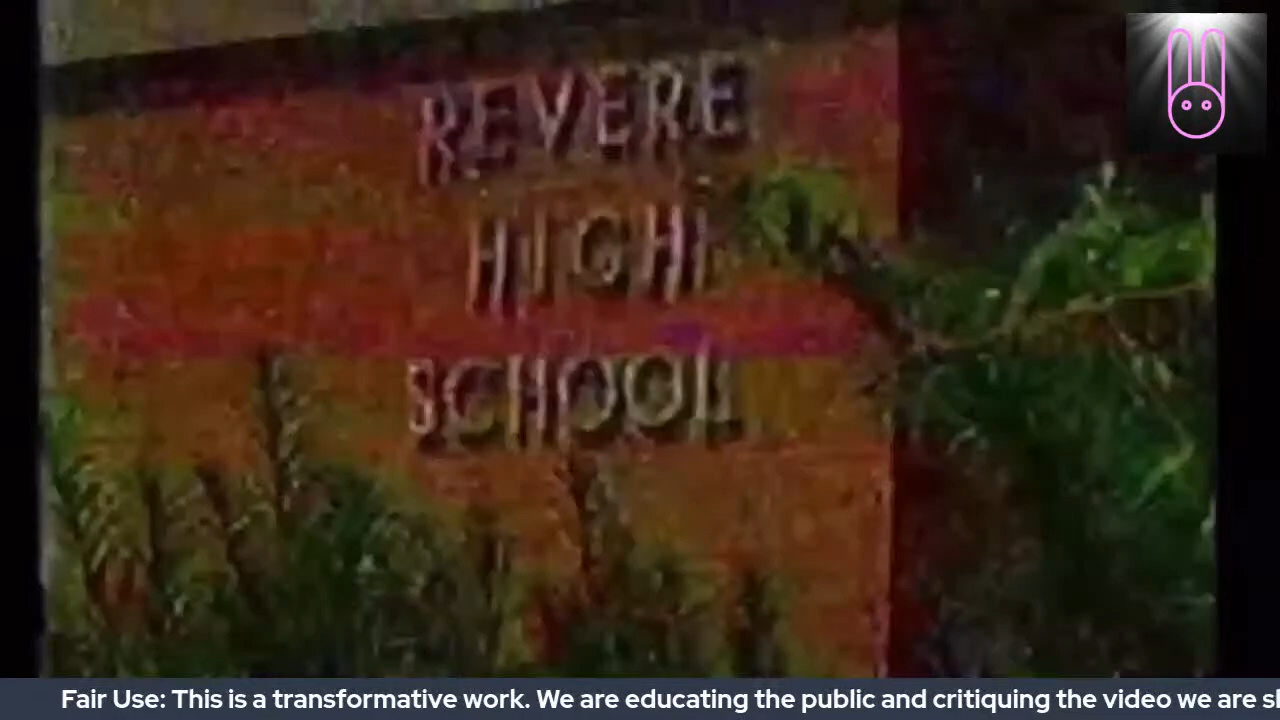 REVERE
HIGH
SCHOOL
Fair Use: This is a transformative work. We are educating the public and critiquing the video we are